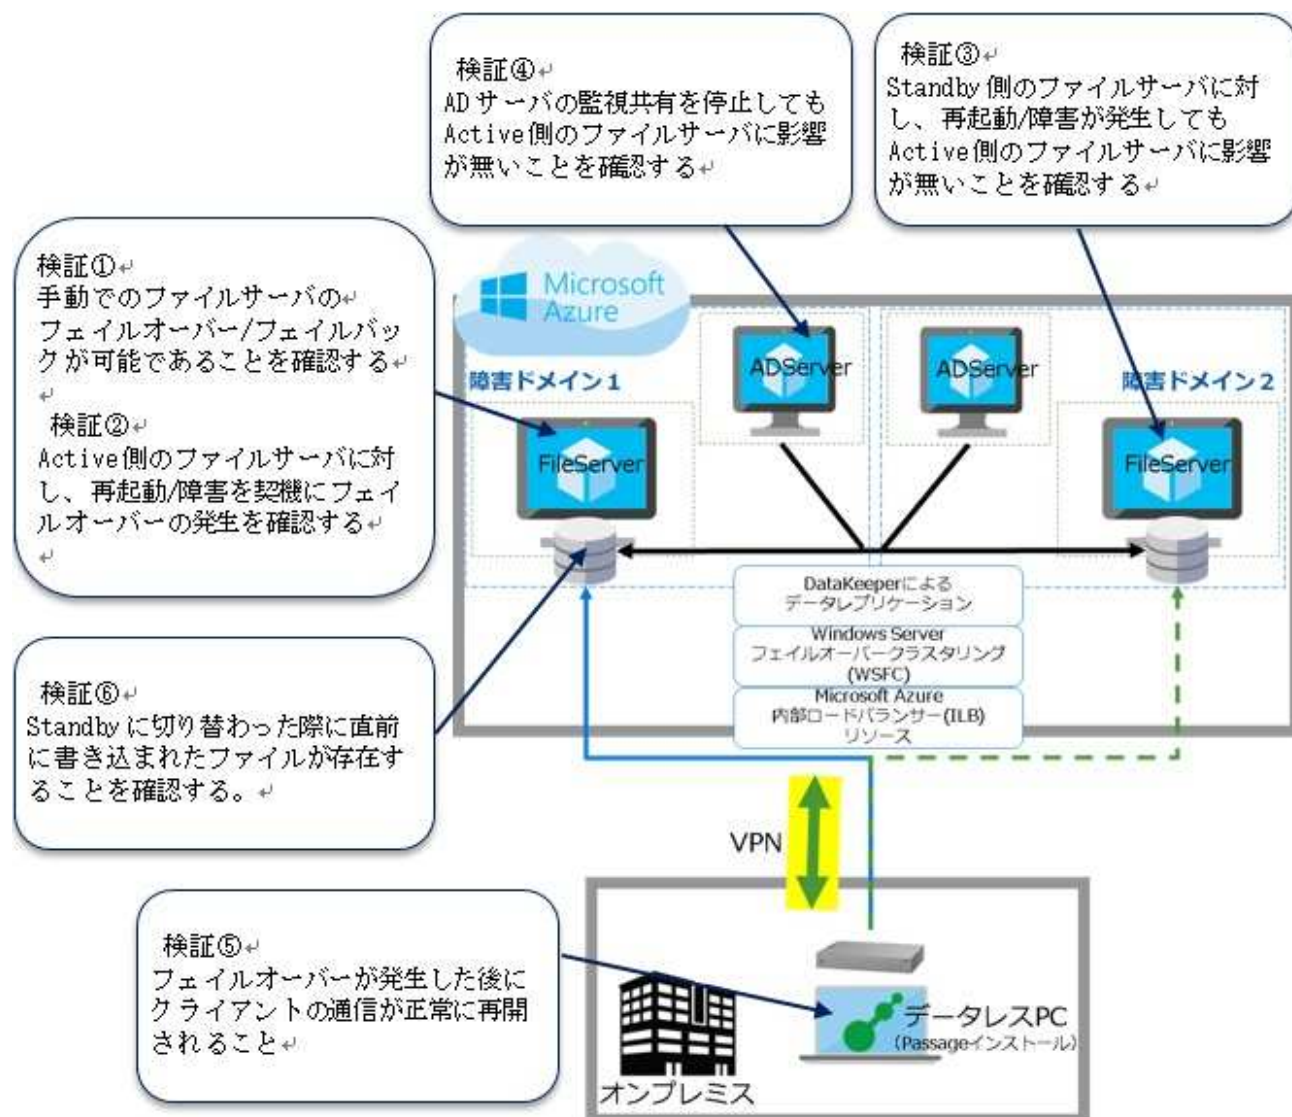 検証④
ADサーバの監視共有を停止しても
Active側のファイルサーバに影響
が無いことを確認する
検証③
Standby側のファイルサーバに対
し、再起動/障害が発生しても
Active側のファイルサーバに影響
が無いことを確認する
検証①
手動でのファイルサーバの
フェイルオーバー/フェイルバッ
クが可能であることを確認する
検証②
Active側のファイルサーバに対
し、再起動/障害を契機にフェイ
ルオーバーの発生を確認する
Microsoft
Azure
障害ドメイン1
ADServer
ADServer
障害ドメイン2
FileServer
FileServer
DataKeeperによる
データレプリケーション
Windows Server
フェイルオーバークラスタリング
(WSFC)
Microsoft Azure
内部ロードバランサー(ILB)
リソース
検証⑥
Standbyに切り替わった際に直前
に書き込まれたファイルが存在す
ることを確認する。
VPN
検証⑤
フェイルオーバーが発生した後に
クライアントの通信が正常に再開
されること
データレスPC
(Passageインストール)
オンプレミス